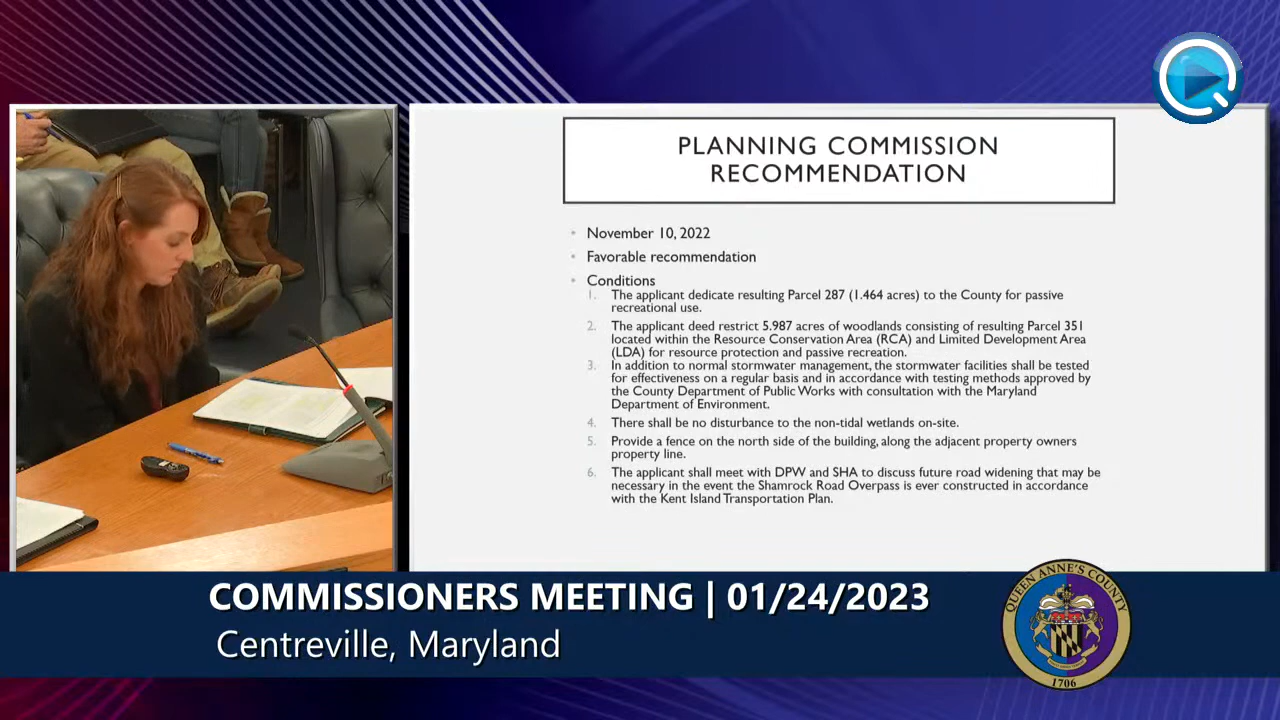 PLANNING COMMISSION
RECOMMENDATION
• November 10, 2022
• Favorable recommendation
• Conditions
1. The applicant dedicate resulting Parcel 287 (1.464 acres) to the County for passive
recreational use.
2. The applicant deed restrict 5.987 acres of woodlands consisting of resulting Parcel 351
located within the Resource Conservation Area (RCA) and Limited Development Area
(LDA) for resource protection and passive recreation.
3. In addition to normal stormwater management, the stormwater facilities shall be tested
for effectiveness on a regular basis and in accordance with testing methods approved by
the County Department of Public Works with consultation with the Maryland
Department of Environment.
4. There shall be no disturbance to the non-tidal wetlands on-site.
5. Provide a fence on the north side of the building, along the adjacent property owners
property line.
6. The applicant shall meet with DPW and SHA to discuss future road widening that may be
necessary in the event the Shamrock Road Overpass is ever constructed in accordance
with the Kent Island Transportation Plan.
COMMISSIONERS MEETING | 01/24/2023
Centreville, Maryland
QUEEN ANNE'S COUNTY
1706